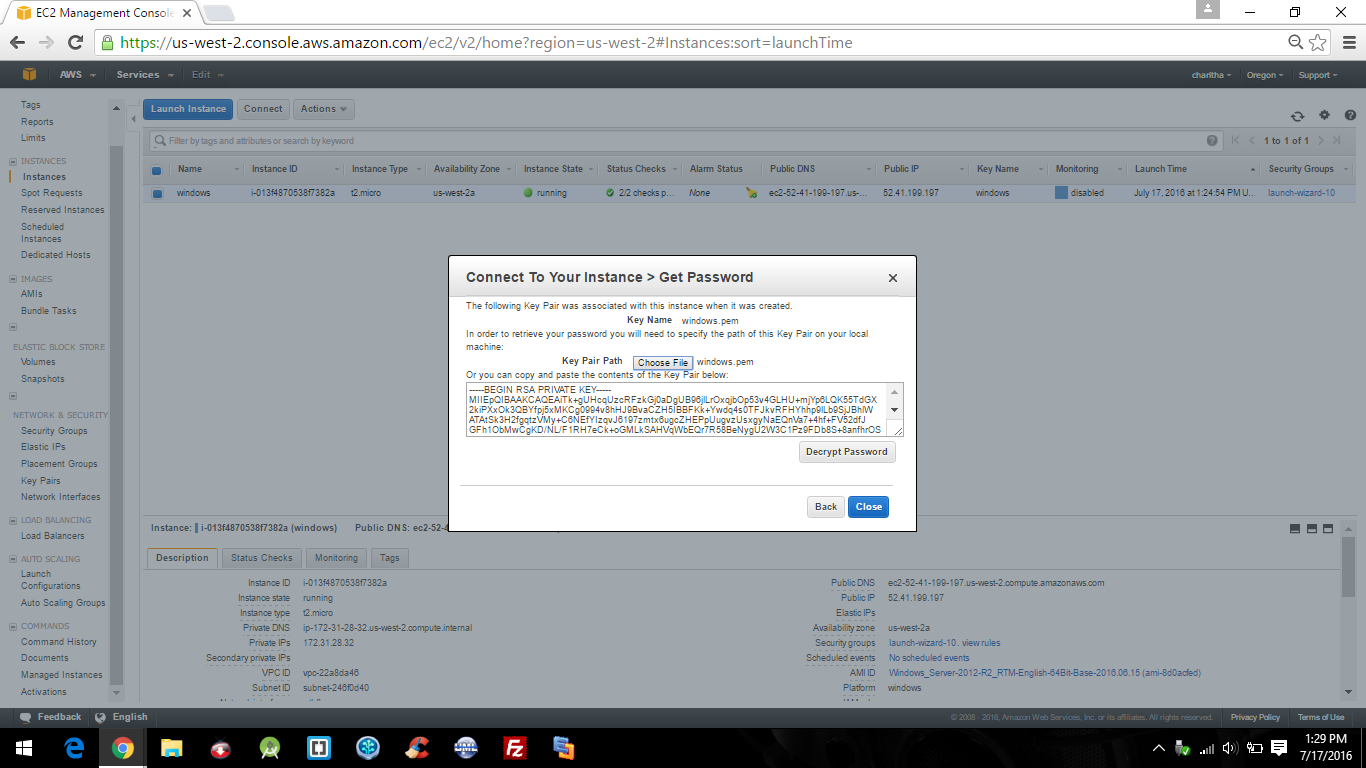 EC2 Management Console
https://us-west-2.console.aws.amazon.com/ec2/v2/home?region=us-west-2#Instances:sort=launchTime
AWS Services Edit charitha Oregon Support
Tags
Reports
Limits
INSTANCES
Instances
Spot Requests
Reserved Instances
Scheduled
Instances
Dedicated Hosts
IMAGES
AMIs
Bundle Tasks
ELASTIC BLOCK STORE
Volumes
Snapshots
NETWORK & SECURITY
Security Groups
Elastic IPs
Placement Groups
Key Pairs
Network Interfaces
LOAD BALANCING
Load Balancers
AUTO SCALING
Launch
Configurations
Auto Scaling Groups
COMMANDS
Command History
Documents
Managed Instances
Activations
Launch Instance Connect Actions
Filter by tags and attributes or search by keyword 1 to 1 of 1
Name Instance ID Instance Type Availability Zone Instance State Status Checks Alarm Status Public DNS Public IP Key Name Monitoring Launch Time Security Groups
windows i-013f4870538f7382a t2.micro us-west-2a running 2/2 checks p... None ec2-52-41-199-197.us-... 52.41.199.197 windows disabled July 17, 2016 at 1:24:54 PM U... launch-wizard-10
Connect To Your Instance > Get Password
The following Key Pair was associated with this instance when it was created.
Key Name windows.pem
In order to retrieve your password you will need to specify the path of this Key Pair on your local
machine:
Key Pair Path Choose File windows.pem
Or you can copy and paste the contents of the Key Pair below:
-----BEGIN RSA PRIVATE KEY-----
Decrypt Password
Back Close
Instance: i-013f4870538f7382a (windows) Public DNS: ec2-52-4
Description Status Checks Monitoring Tags
Instance ID i-013f4870538f7382a
Instance state running
Instance type t2.micro
Private DNS ip-172-31-28-32.us-west-2.compute.internal
Private IPs 172.31.28.32
Secondary private IPs
VPC ID vpc-22a8da46
Subnet ID subnet-246f0d40
Public DNS ec2-52-41-199-197.us-west-2.compute.amazonaws.com
Public IP 52.41.199.197
Elastic IPs
Availability zone us-west-2a
Security groups launch-wizard-10. view rules
Scheduled events No scheduled events
AMI ID Windows_Server-2012-R2_RTM-English-64Bit-Base-2016.06.15 (ami-8d0acfed)
Platform windows
Feedback English © 2008 - 2016, Amazon Web Services, Inc. or its affiliates. All rights reserved. Privacy Policy Terms of Use
1:29 PM
7/17/2016